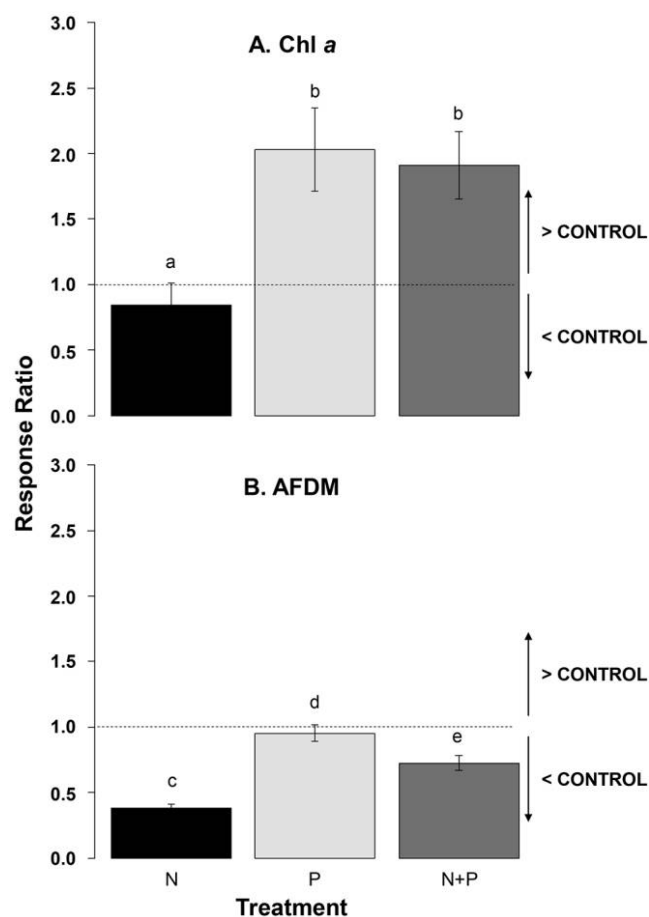 A. Chl a
3.0
2.5
2.0
1.5
1.0
0.5
0.0
a
b
b
> CONTROL
< CONTROL
Response Ratio
B. AFDM
3.0
2.5
2.0
1.5
1.0
0.5
0.0
c
d
e
> CONTROL
< CONTROL
N
P
N+P
Treatment